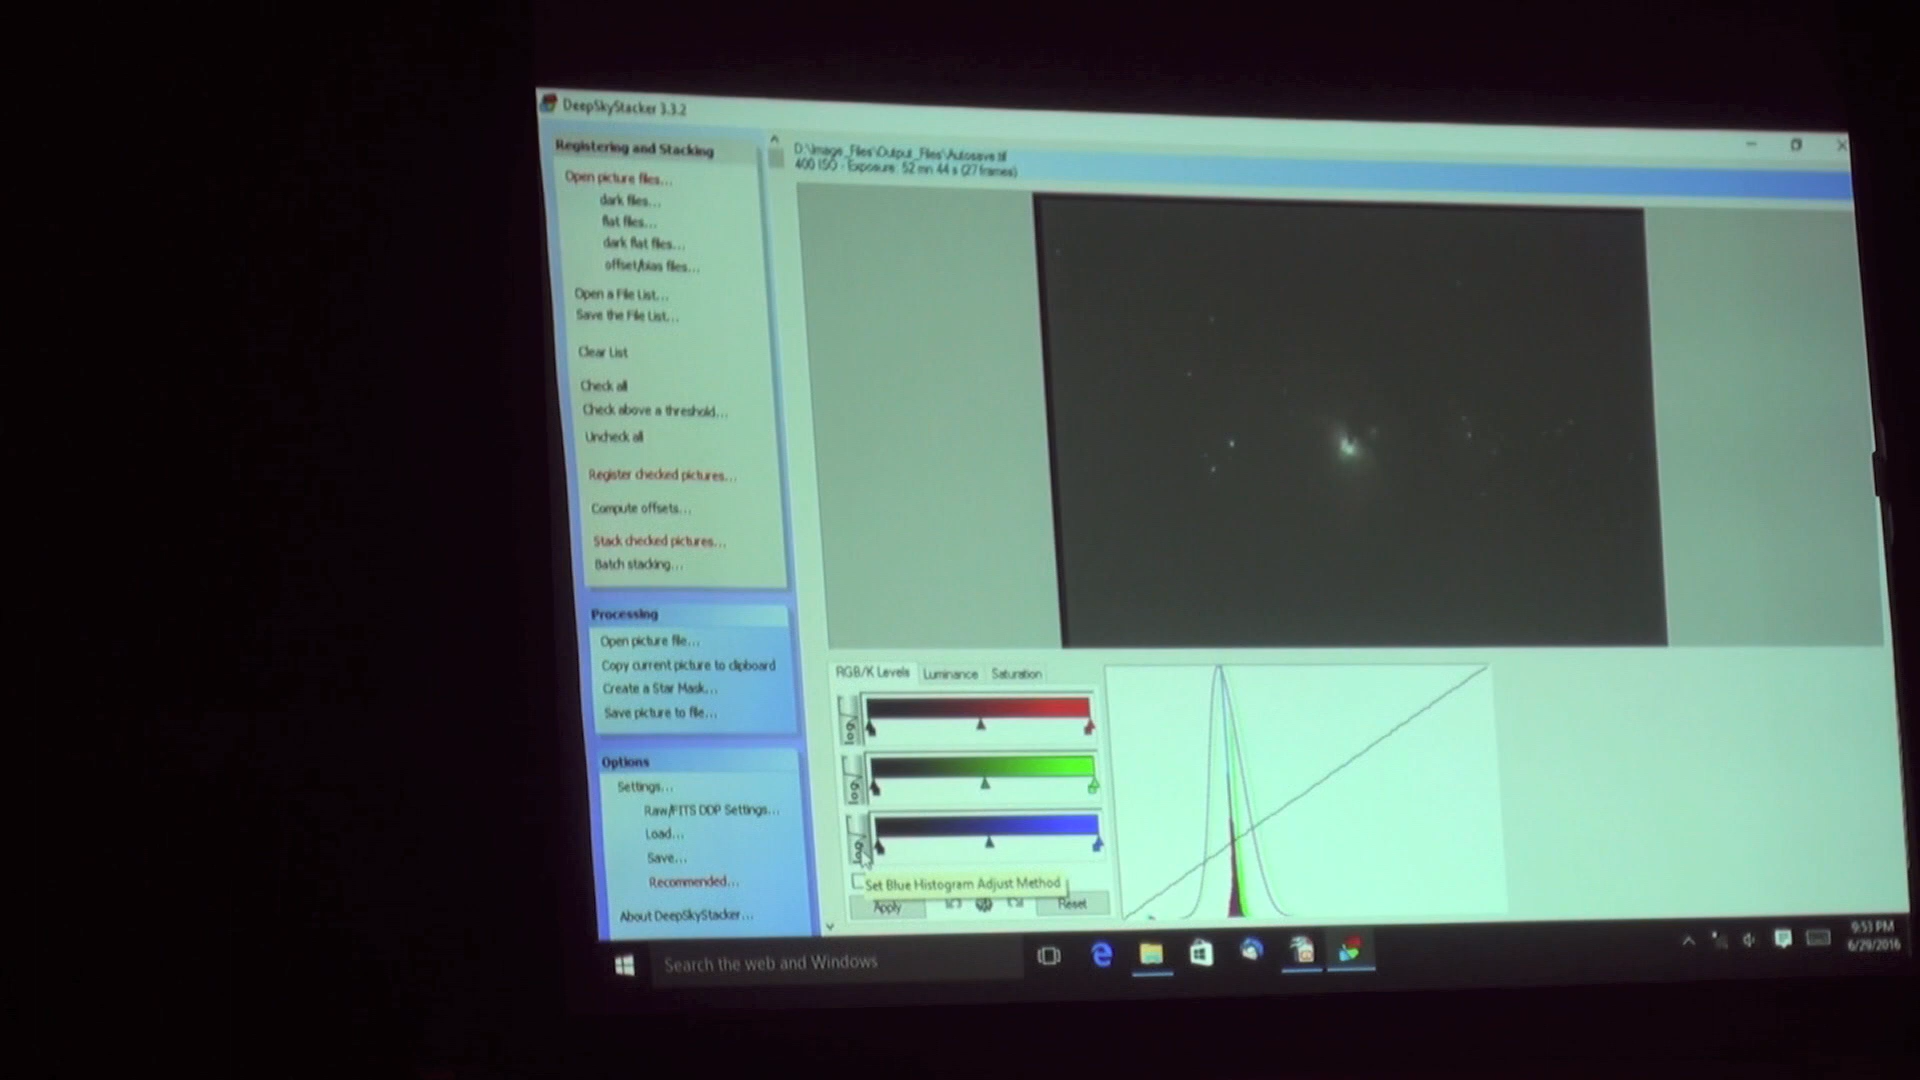 DeepSkyStacker 3.3.2
Registering and Stacking
Open picture files...
dark files...
flat files...
dark flat files...
offset/bias files...
Open a File List...
Save the File List...
Clear List
Check all
Check above a threshold...
Uncheck all
Register checked pictures...
Compute offsets...
Stack checked pictures...
Batch stacking...
Processing
Open picture file...
Copy current picture to clipboard
Create a Star Mask...
Save picture to file...
Options
Settings...
Raw/FITS DDP Settings...
Load...
Save...
Recommended...
About DeepSkyStacker...
D:\Image_Files\Output_Files\Autosave.tif
400 ISO - Exposure: 52 mn 44 s (27 frames)
RGB/K Levels Luminance Saturation
log
log
log
Set Blue Histogram Adjust Method
Apply Reset
Search the web and Windows
9:53 PM
6/29/2016